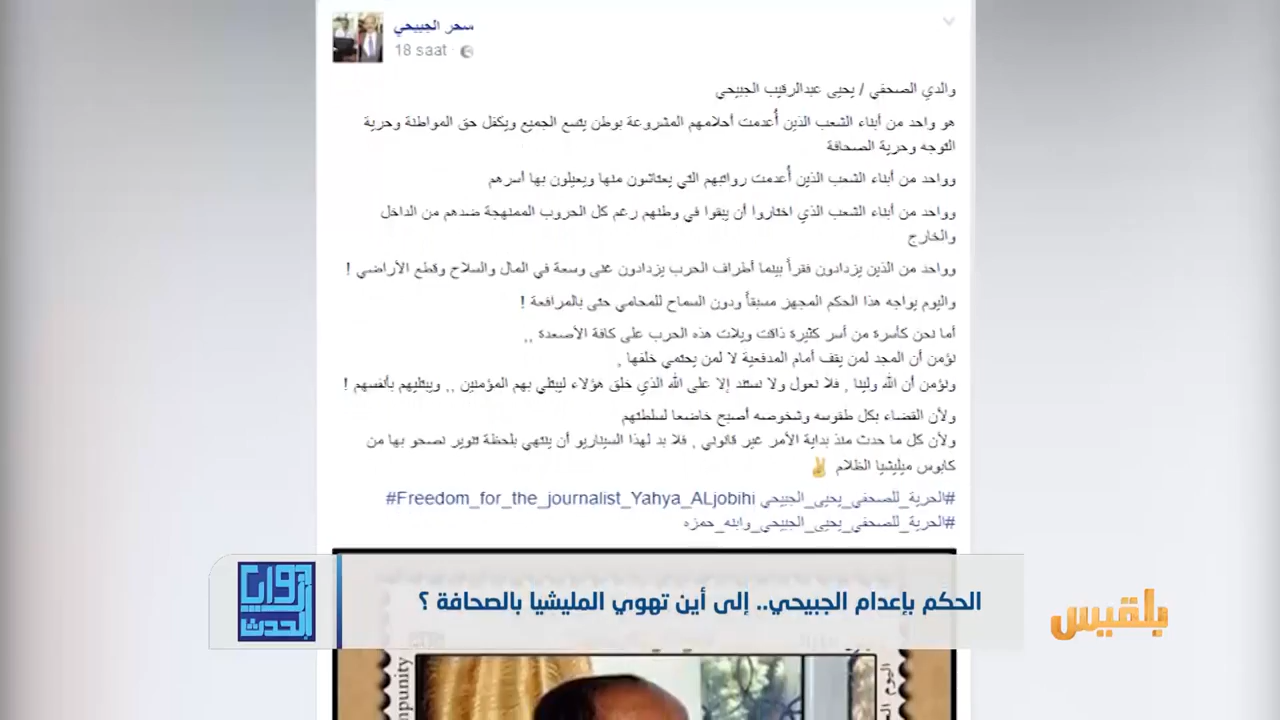 سحر الجبيحي
18 saat
والدي الصحفي / يحيى عبدالرقيب الجبيحي
هو واحد من أبناء الشعب الذين أُعدمت أحلامهم المشروعة بوطن يتسع الجميع ويكفل حق المواطنة وحرية
التوجه وحرية الصحافة
وواحد من أبناء الشعب الذين أُعدمت رواتبهم التي يعتاشون منها ويعيلون بها أسرهم
وواحد من أبناء الشعب الذي اختاروا أن يبقوا في وطنهم رغم كل الحروب الممنهجة ضدهم من الداخل
والخارج
وواحد من الذين يزدادون فقراً بينما أطراف الحرب يزدادون غنى وسعة في المال والسلاح وقطع الأراضي !
واليوم يواجه هذا الحكم المجهز مسبقاً ودون السماح للمحامي حتى بالمرافعة !
أما نحن كأسرة من أسر كثيرة ذاقت ويلات هذه الحرب على كافة الأصعدة ,,
نؤمن أن المجد لمن يقف أمام المدفعية لا لمن يحتمي خلفها ,
ونؤمن أن الله ولينا , فلا نعول ولا نستند إلا على الله الذي خلق هؤلاء ليبتلي بهم المؤمنين ,, ويبتليهم بأنفسهم !
ولأن القضاء بكل طقوسه وشخوصه أصبح خاضعا لسلطتهم
ولأن كل ما حدث منذ بداية الأمر غير قانوني , فلا بد لهذا السيناريو أن ينتهي بلحظة تنوير نصحو بها من
كابوس ميليشيا الظلام ✌
#الحرية_للصحفي_يحيى_الجبيحي #Freedom_for_the_journalist_Yahya_ALjobihi
#الحرية_للصحفي_يحيى_الجبيحي_وابنه_حمزه
الحكم بإعدام الجبيحي.. إلى أين تهوي المليشيا بالصحافة ؟
أبواب الحدث
بلقيس
اليوم